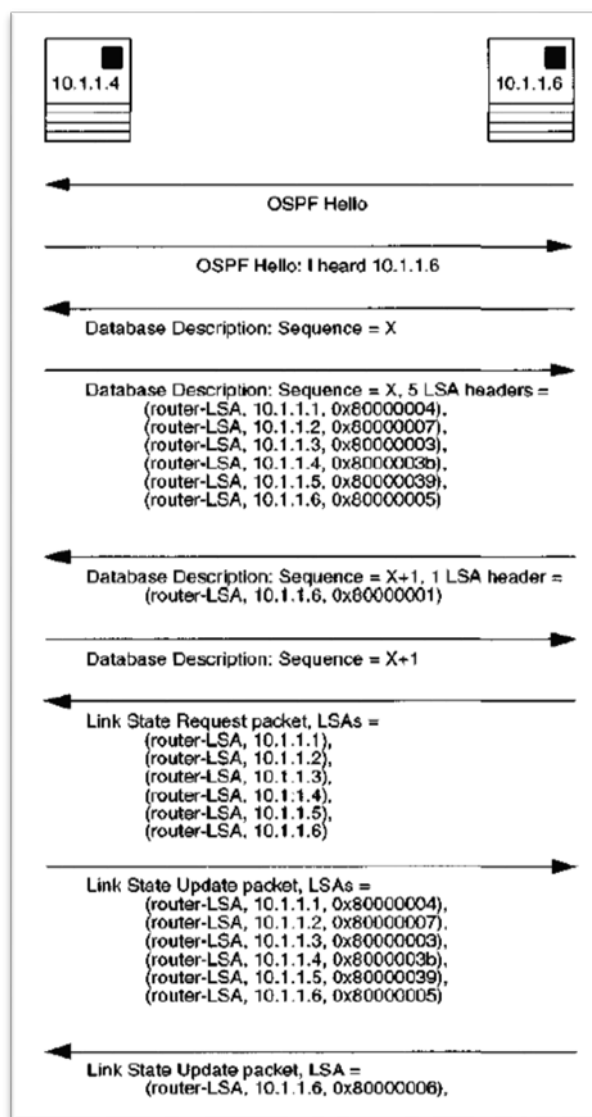 10.1.1.4
10.1.1.6
OSPF Hello
OSPF Hello: I heard 10.1.1.6
Database Description: Sequence = X
Database Description: Sequence = X, 5 LSA headers =
(router-LSA, 10.1.1.1, 0x80000004),
(router-LSA, 10.1.1.2, 0x80000007),
(router-LSA, 10.1.1.3, 0x80000003),
(router-LSA, 10.1.1.4, 0x8000003b),
(router-LSA, 10.1.1.5, 0x80000039),
(router-LSA, 10.1.1.6, 0x80000005)
Database Description: Sequence = X+1, 1 LSA header =
(router-LSA, 10.1.1.6, 0x80000001)
Database Description: Sequence = X+1
Link State Request packet, LSAs =
(router-LSA, 10.1.1.1),
(router-LSA, 10.1.1.2),
(router-LSA, 10.1.1.3),
(router-LSA, 10.1.1.4),
(router-LSA, 10.1.1.5),
(router-LSA, 10.1.1.6)
Link State Update packet, LSAs =
(router-LSA, 10.1.1.1, 0x80000004),
(router-LSA, 10.1.1.2, 0x80000007),
(router-LSA, 10.1.1.3, 0x80000003),
(router-LSA, 10.1.1.4, 0x8000003b),
(router-LSA, 10.1.1.5, 0x80000039),
(router-LSA, 10.1.1.6, 0x80000005)
Link State Update packet, LSA =
(router-LSA, 10.1.1.6, 0x80000006),